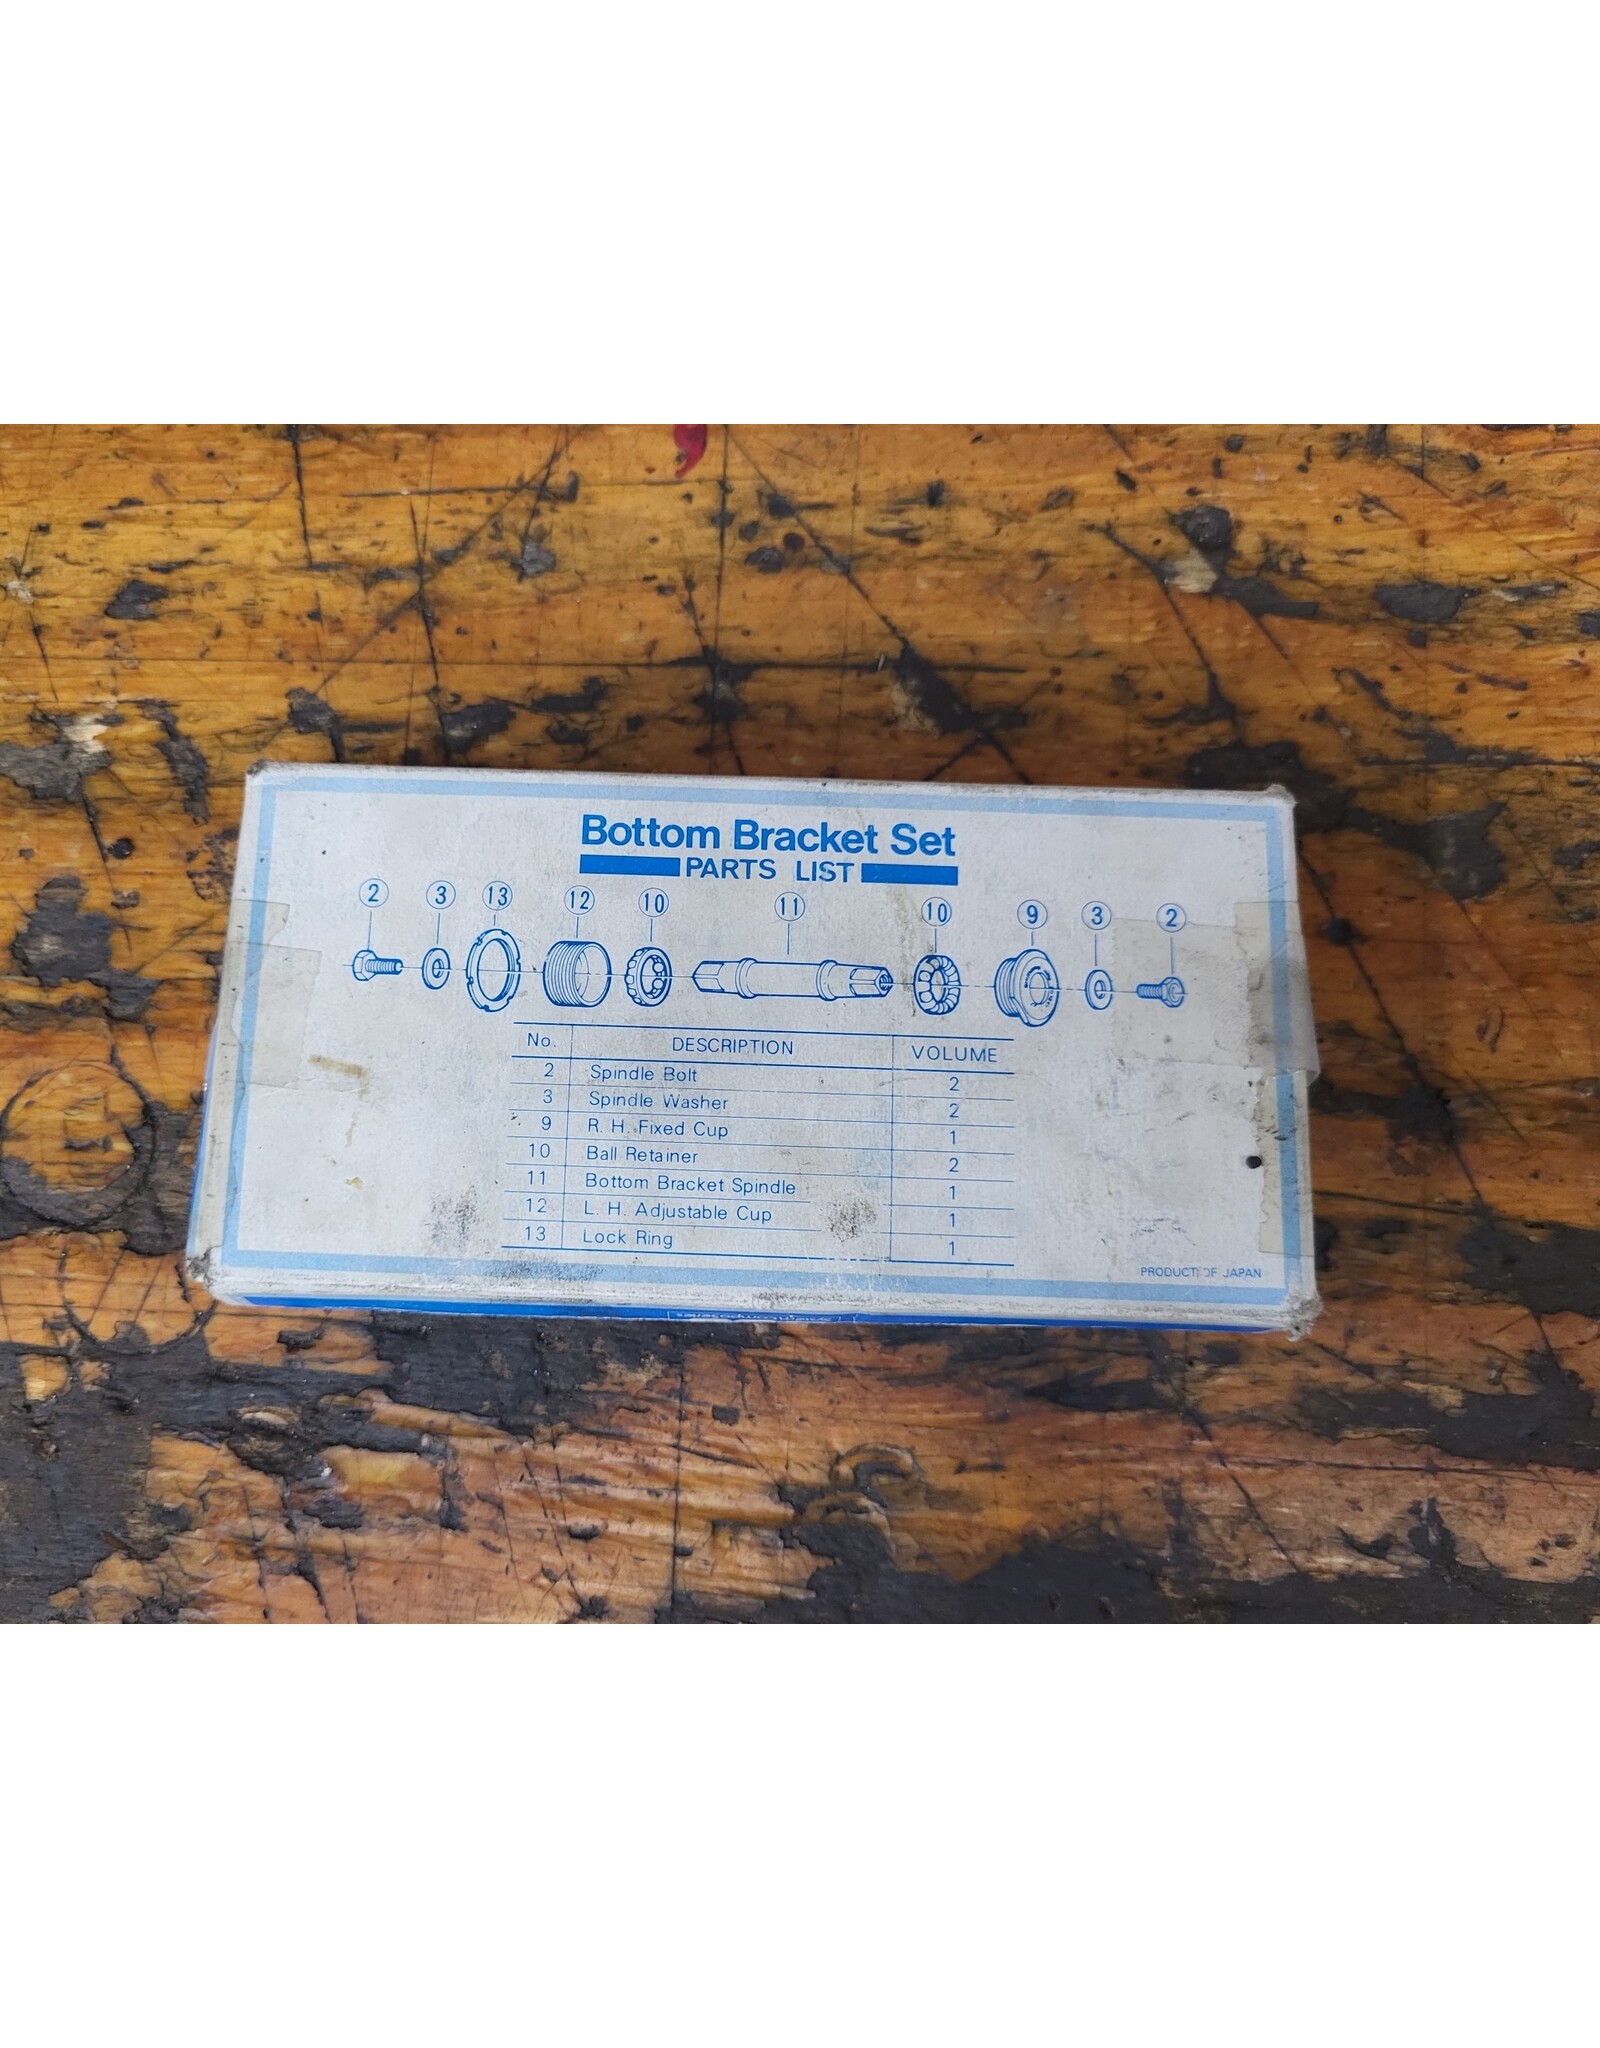 Bottom Bracket Set
PARTS LIST
2 3 13 12 10 11 10 9 3 2
No. DESCRIPTION VOLUME
2 Spindle Bolt 2
3 Spindle Washer 2
9 R. H. Fixed Cup 1
10 Ball Retainer 2
11 Bottom Bracket Spindle 1
12 L. H. Adjustable Cup 1
13 Lock Ring 1
PRODUCT OF JAPAN